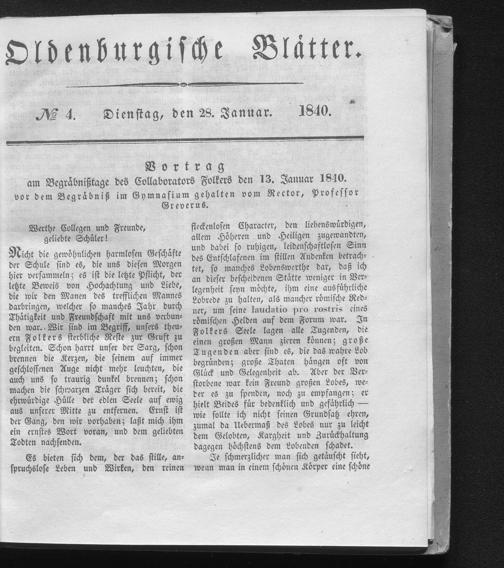 Oldenburgische Blätter.
№ 4. Dienstag, den 28. Januar. 1840.
Vortrag
am Begräbnißtage des Collaborators Folkers den 13. Januar 1840.
vor dem Begräbniß im Gymnasium gehalten vom Rector, Professor
Greverus.
Werthe Collegen und Freunde,
geliebte Schüler!
Nicht die gewöhnlichen harmlosen Geschäfte
der Schule sind es, die uns diesen Morgen
hier versammeln; es ist die letzte Pflicht, der
letzte Beweis von Hochachtung und Liebe,
die wir den Manen des trefflichen Mannes
darbringen, welcher so manches Jahr durch
Thätigkeit und Freundschaft mit uns verbun-
den war. Wir sind im Begriff, unsers theu-
ern Folkers sterbliche Reste zur Gruft zu
begleiten. Schon harrt unser der Sarg, schon
brennen die Kerzen, die seinem auf immer
geschlossenen Auge nicht mehr leuchten, die
auch uns so traurig dunkel brennen; schon
machen die schwarzen Träger sich bereit, die
ehrwürdige Hülle der edlen Seele auf ewig
aus unserer Mitte zu entfernen. Ernst ist
der Gang, den wir vorhaben; laßt mich ihm
ein ernstes Wort voran, und dem geliebten
Todten nachsenden.
Es bieten sich dem, der das stille, an-
spruchslose Leben und Wirken, den reinen
fleckenlosen Character, den liebenswürdigen,
allem Höheren und Heiligen zugewandten,
und dabei so ruhigen, leidenschaftlosen Sinn
des Entschlafenen im stillen Andenken betrach-
tet, so manches Lobenswerthe dar, daß ich
an dieser bescheidenen Stätte weniger in Ver-
legenheit seyn möchte, ihm eine ausführliche
Lobrede zu halten, als mancher römische Red-
ner, um seine laudatio pro rostris eines
römischen Helden auf dem Forum war. In
Folkers Seele lagen alle Tugenden, die
einen großen Mann zieren können; große
Tugenden aber sind es, die das wahre Lob
begründen; große Thaten hängen oft von
Glück und Gelegenheit ab. Aber der Ver-
storbene war kein Freund großen Lobes, we-
der es zu spenden, noch zu empfangen; er
hielt Beides für bedenklich und gefährlich —
wie sollte ich nicht seinen Grundsatz ehren,
zumal da Uebermaß des Lobes nur zu leicht
dem Gelobten, Kargheit und Zurückhaltung
dagegen höchstens dem Lobenden schadet.
Je schmerzlicher man sich getäuscht sieht,
wenn man in einem schönen Körper eine schöne